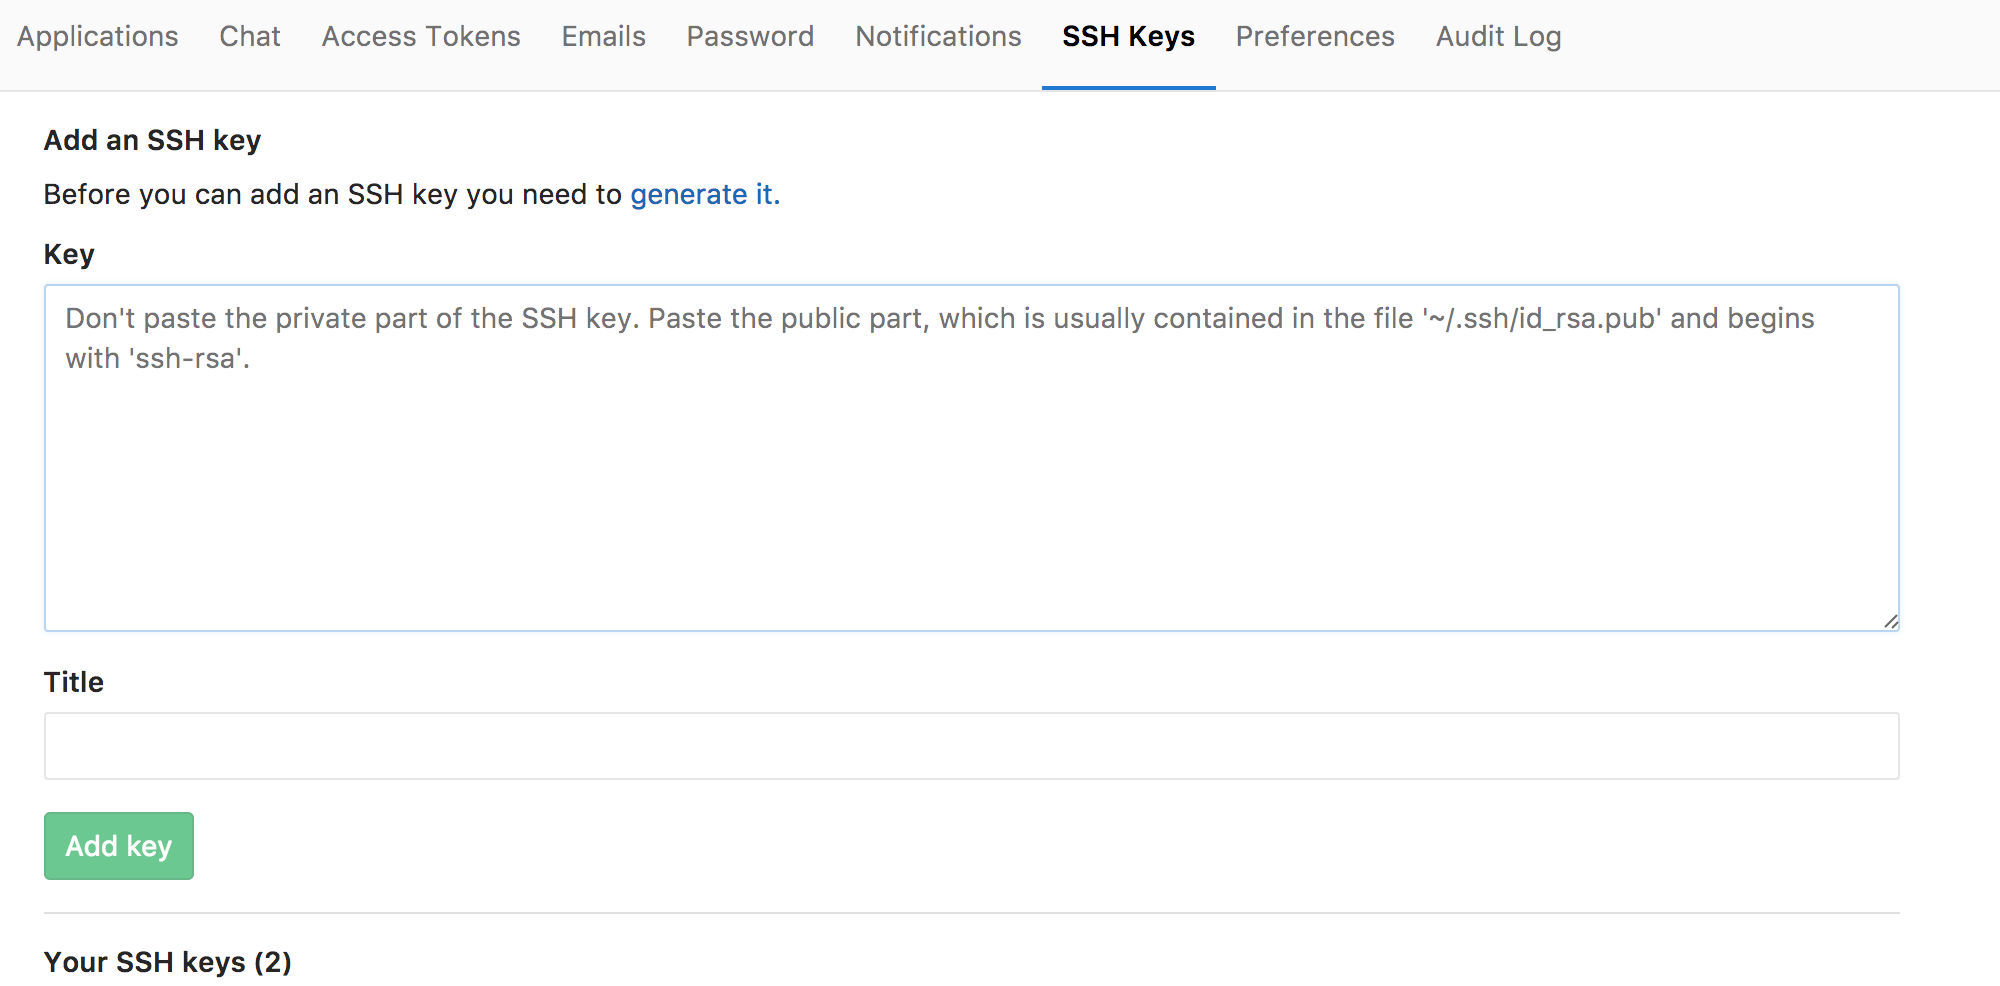 Applications Chat Access Tokens Emails Password Notifications SSH Keys Preferences Audit Log
Add an SSH key
Before you can add an SSH key you need to generate it.
Key
Don't paste the private part of the SSH key. Paste the public part, which is usually contained in the file '~/.ssh/id_rsa.pub' and begins
with 'ssh-rsa'.
Title
Add key
Your SSH keys (2)